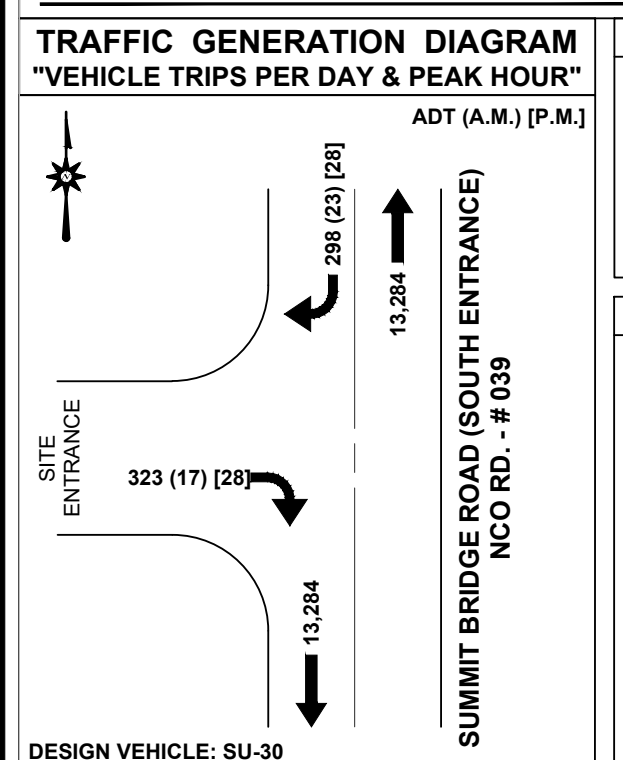 TRAFFIC GENERATION DIAGRAM
"VEHICLE TRIPS PER DAY & PEAK HOUR"
ADT (A.M.) [P.M.]
N
298 (23) [28]
13,284
SUMMIT BRIDGE ROAD (SOUTH ENTRANCE)
NCO RD. - # 039
SITE
ENTRANCE
323 (17) [28]
13,284
DESIGN VEHICLE: SU-30